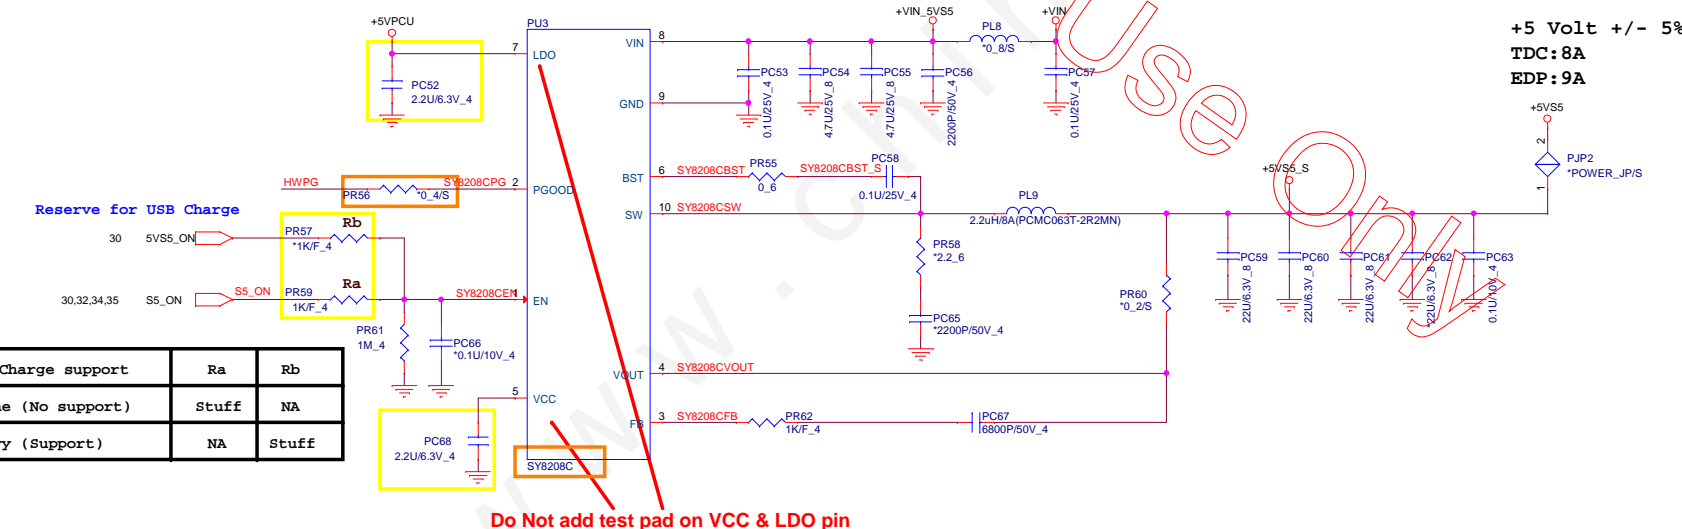 +5VPCU
PU3
+VIN_5VS5
PL8
+VIN
*0_8/S
+5 Volt +/- 5%
TDC:8A
EDP:9A
7
LDO
VIN
8
PC52
2.2U/6.3V_4
PC53
0.1U/25V_4
PC54
4.7U/25V_8
PC55
4.7U/25V_8
PC56
2200P/50V_4
PC57
0.1U/25V_4
GND
9
+5VS5
2
PJP2
*POWER_JP/S
1
HWPG
PR56
*0_4/S
SY8208CPG
2
PGOOD
BST
6
SY8208CBST
PR55
0_6
SY8208CBST_S
PC58
0.1U/25V_4
+5VS5_S
SW
10
SY8208CSW
PL9
2.2uH/8A(PCMC063T-2R2MN)
Reserve for USB Charge
30
5VS5_ON
PR57
Rb
*1K/F_4
PR58
*2.2_6
PC59
22U/6.3V_8
PC60
22U/6.3V_8
PC61
22U/6.3V_8
PC62
*22U/6.3V_8
PC63
0.1U/10V_4
30,32,34,35
S5_ON
S5_ON
PR59
Ra
1K/F_4
SY8208CEN
1
EN
PR60
*0_2/S
PR61
1M_4
PC66
*0.1U/10V_4
PC65
*2200P/50V_4
Charge support
Ra
Rb
(No support)
Stuff
NA
(Support)
NA
Stuff
VOUT
4
SY8208CVOUT
5
VCC
FB
3
SY8208CFB
PR62
1K/F_4
PC67
6800P/50V_4
PC68
2.2U/6.3V_4
SY8208C
Do Not add test pad on VCC & LDO pin
www.chi
Use Only